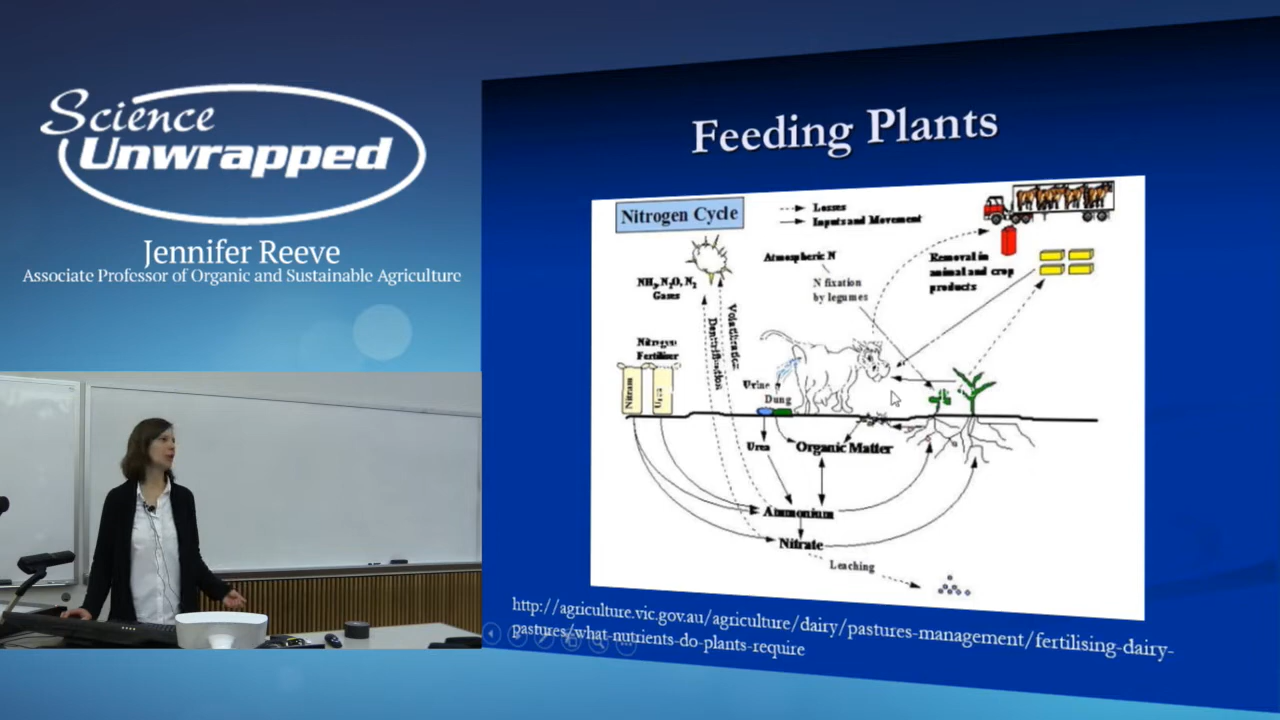 Science
Unwrapped
Jennifer Reeve
Associate Professor of Organic and Sustainable Agriculture
Feeding Plants
Nitrogen Cycle
Losses
Inputs and Movement
Atmospheric N
N fixation
by legumes
Removal in
animal and crop
products
NH3, N2O, N2
Gases
Volatilization
Denitrification
Nitrogen
Fertiliser
Nitram
Urea
Urine
Dung
Urea
Organic Matter
Ammonium
Nitrate
Leaching
http://agriculture.vic.gov.au/agriculture/dairy/pastures-management/fertilising-dairy-
pastures/what-nutrients-do-plants-require